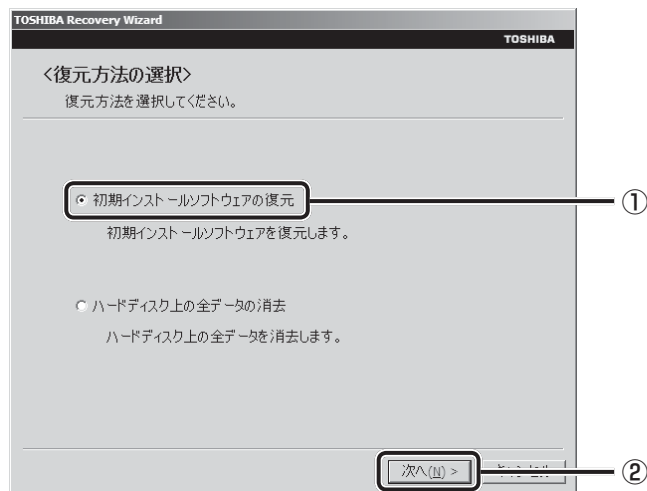 TOSHIBA Recovery Wizard
TOSHIBA
<復元方法の選択>
復元方法を選択してください。
初期インストールソフトウェアの復元
①
初期インストールソフトウェアを復元します。
ハードディスク上の全データの消去
ハードディスク上の全データを消去します。
次へ(N) >
②